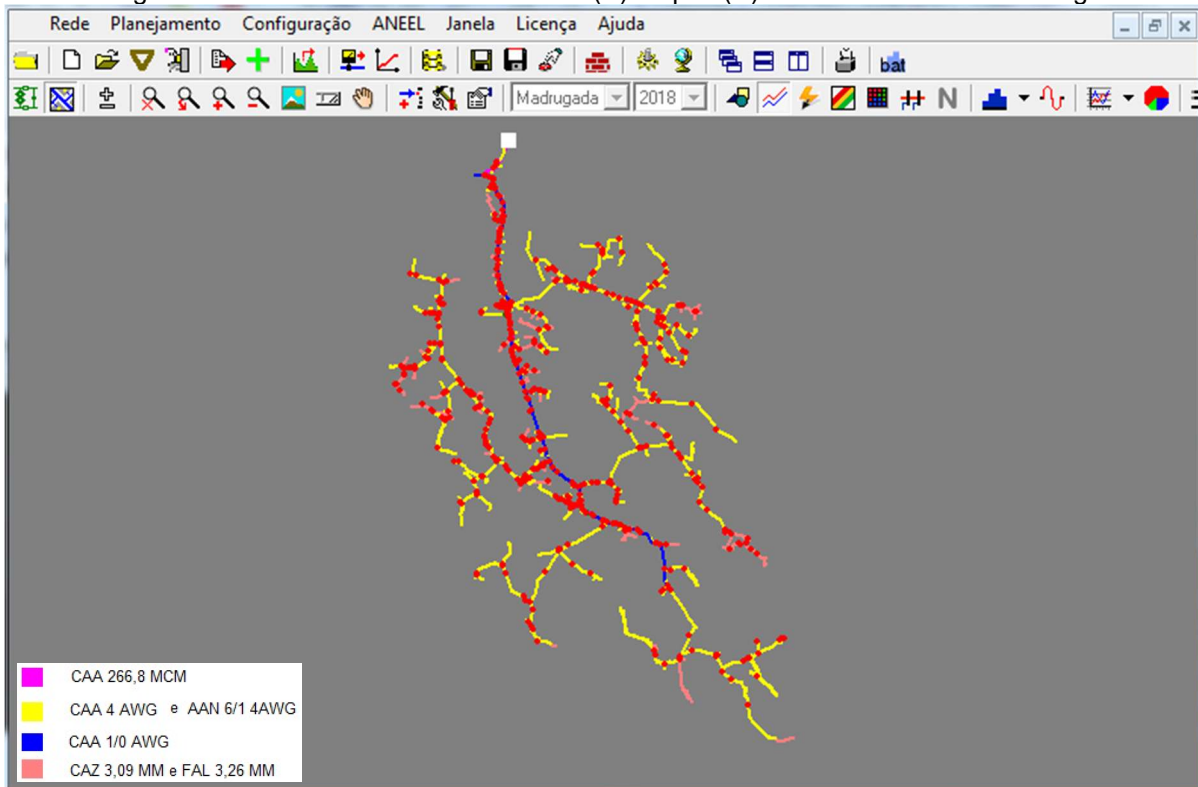 Rede Planejamento Configuração ANEEL Janela Licença Ajuda
bat
Madrugada 2018 N
CAA 266,8 MCM
CAA 4 AWG e AAN 6/1 4AWG
CAA 1/0 AWG
CAZ 3,09 MM e FAL 3,26 MM